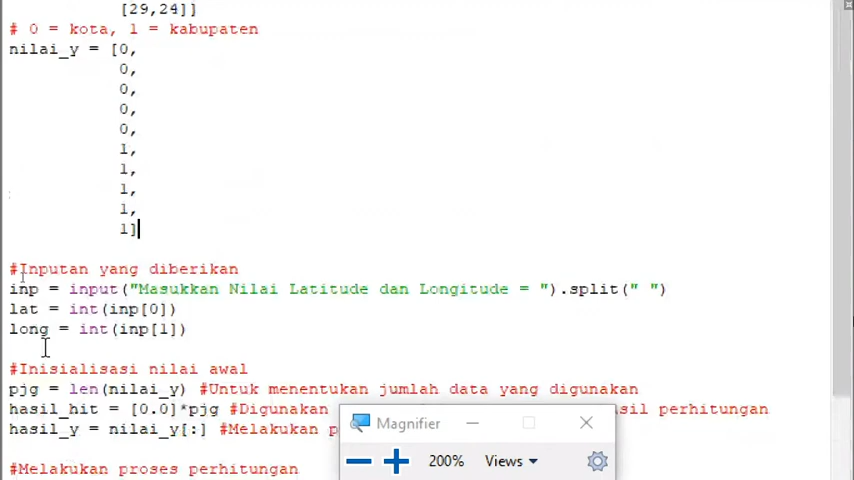 [29,24]]
# 0 = kota, 1 = kabupaten
nilai_y = [0,
0,
0,
0,
0,
1,
1,
1,
1,
1]
#Inputan yang diberikan
inp = input("Masukkan Nilai Latitude dan Longitude = ").split(" ")
lat = int(inp[0])
long = int(inp[1])
#Inisialisasi nilai awal
pjg = len(nilai_y) #Untuk menentukan jumlah data yang digunakan
hasil_hit = [0.0]*pjg #Digunakan sil perhitungan
hasil_y = nilai_y[:] #Melakukan p
#Melakukan proses perhitungan
Magnifier
200% Views